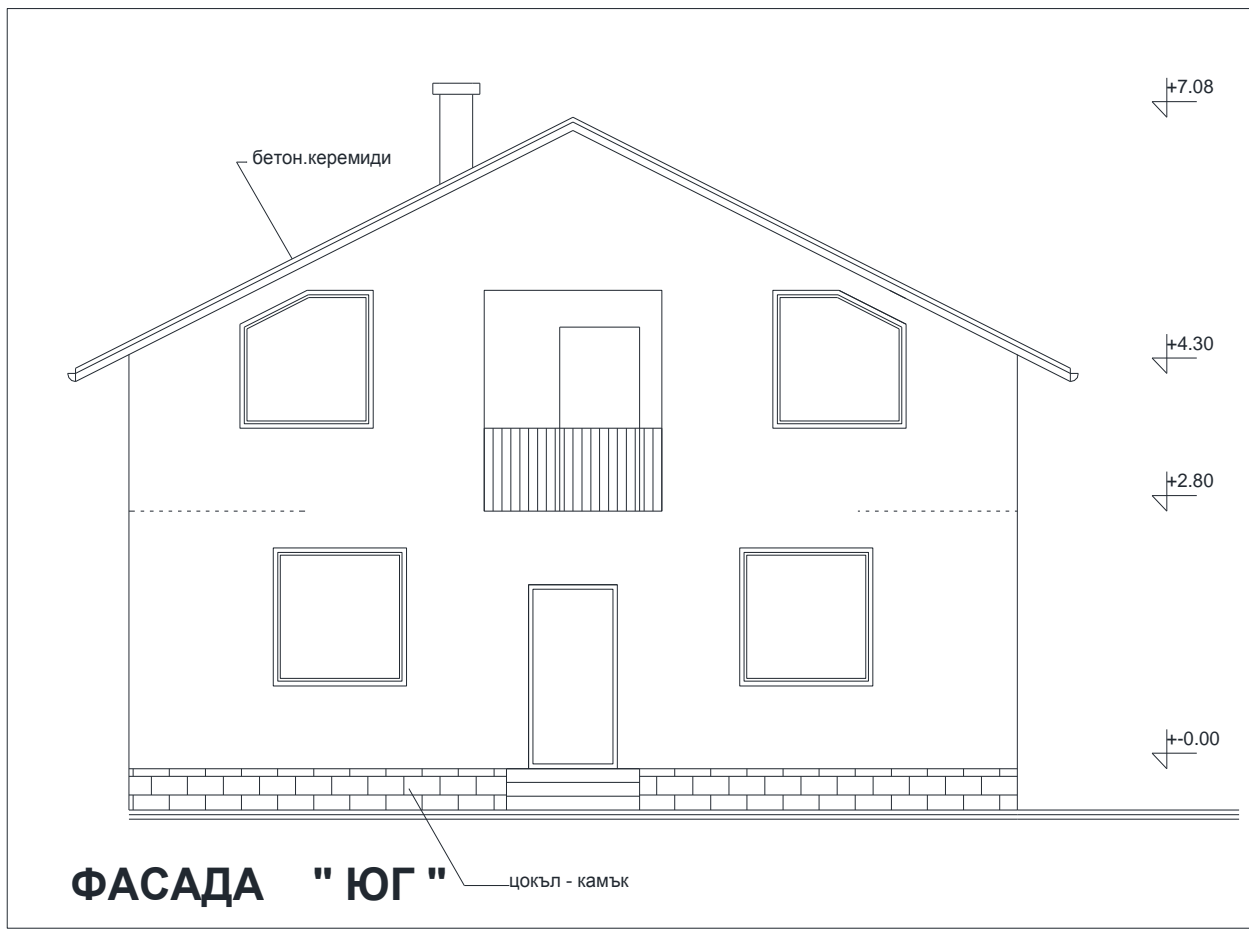 +7.08
бетон.керемиди
+4.30
+2.80
+-0.00
ФАСАДА " ЮГ "
цокъл - камък